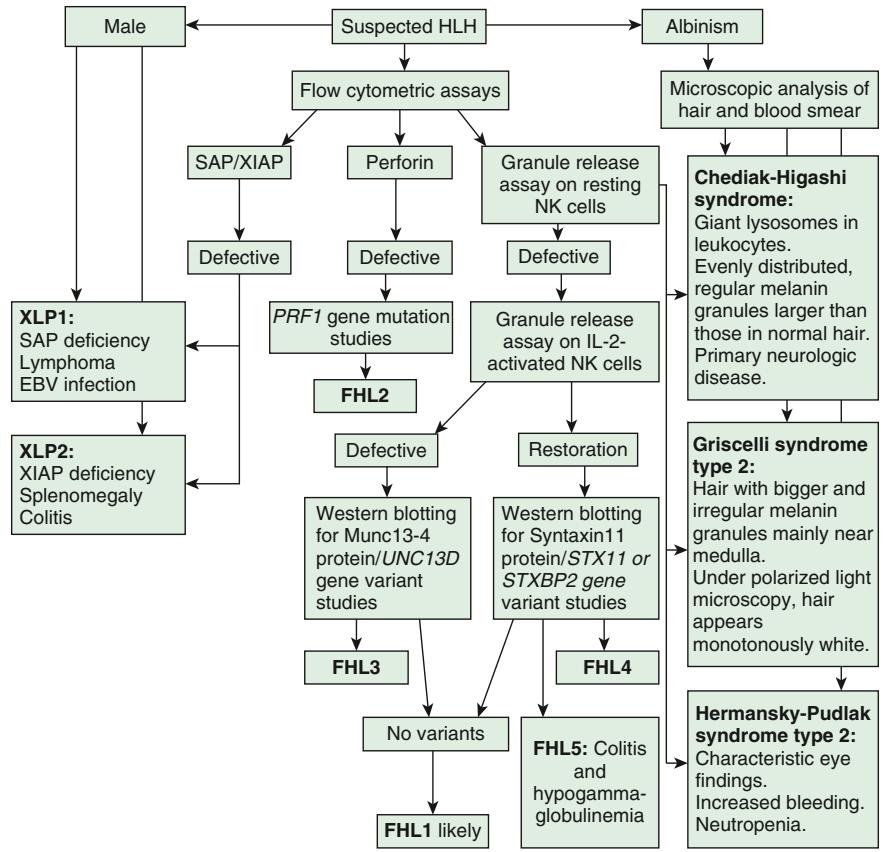 Male
Suspected HLH
Albinism
Flow cytometric assays
Microscopic analysis of
hair and blood smear
SAP/XIAP
Perforin
Granule release
assay on resting
NK cells
Chediak-Higashi
syndrome:
Giant lysosomes in
leukocytes.
Evenly distributed,
regular melanin
granules larger than
those in normal hair.
Primary neurologic
disease.
Defective
Defective
Defective
XLP1:
SAP deficiency
Lymphoma
EBV infection
PRF1 gene mutation
studies
Granule release
assay on IL-2-
activated NK cells
FHL2
XLP2:
XIAP deficiency
Splenomegaly
Colitis
Defective
Restoration
Griscelli syndrome
type 2:
Hair with bigger and
irregular melanin
granules mainly near
medulla.
Under polarized light
microscopy, hair
appears
monotonously white.
Western blotting
for Munc13-4
protein/UNC13D
gene variant
studies
Western blotting
for Syntaxin11
protein/STX11 or
STXBP2 gene
variant studies
FHL3
FHL4
No variants
FHL5: Colitis
and
hypogamma-
globulinemia
Hermansky-Pudlak
syndrome type 2:
Characteristic eye
findings.
Increased bleeding.
Neutropenia.
FHL1 likely